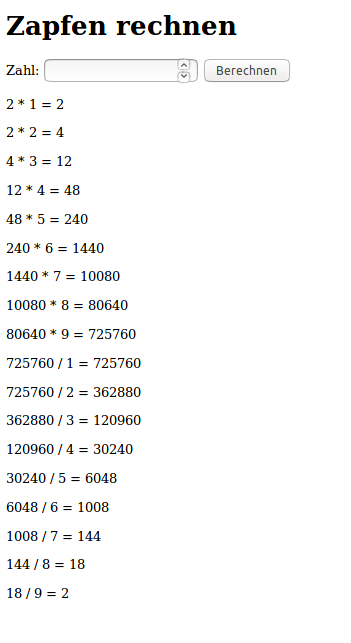 Zapfen rechnen
Zahl: Berechnen
2 * 1 = 2
2 * 2 = 4
4 * 3 = 12
12 * 4 = 48
48 * 5 = 240
240 * 6 = 1440
1440 * 7 = 10080
10080 * 8 = 80640
80640 * 9 = 725760
725760 / 1 = 725760
725760 / 2 = 362880
362880 / 3 = 120960
120960 / 4 = 30240
30240 / 5 = 6048
6048 / 6 = 1008
1008 / 7 = 144
144 / 8 = 18
18 / 9 = 2